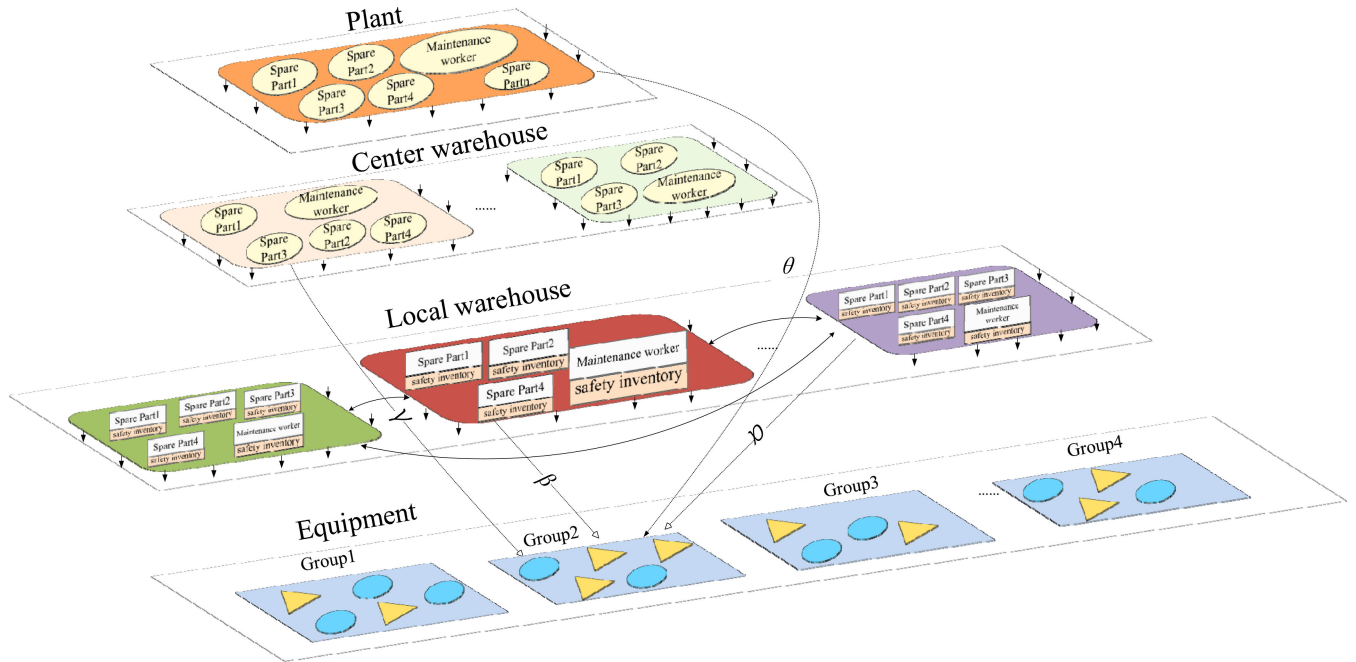 Plant
Spare
Part1
Spare
Part2
Maintenance
worker
Spare
Part3
Spare
Part4
Spare
Partn
Center warehouse
Spare
Part1
Maintenance
worker
Spare
Part3
Spare
Part2
Spare
Part4
......
Spare
Part1
Spare
Part2
Spare
Part3
Maintenance
worker
θ
Local warehouse
Spare Part1
safety inventory
Spare Part2
safety inventory
Spare Part3
safety inventory
Spare Part4
safety inventory
Maintenance worker
safety inventory
Spare Part1
safety inventory
Spare Part2
safety inventory
Spare Part4
safety inventory
Maintenance worker
safety inventory
......
Spare Part1
safety inventory
Spare Part2
safety inventory
Spare Part3
safety inventory
Spare Part4
safety inventory
Maintenance
worker
safety inventory
γ
β
α
Equipment
Group1
Group2
Group3
......
Group4